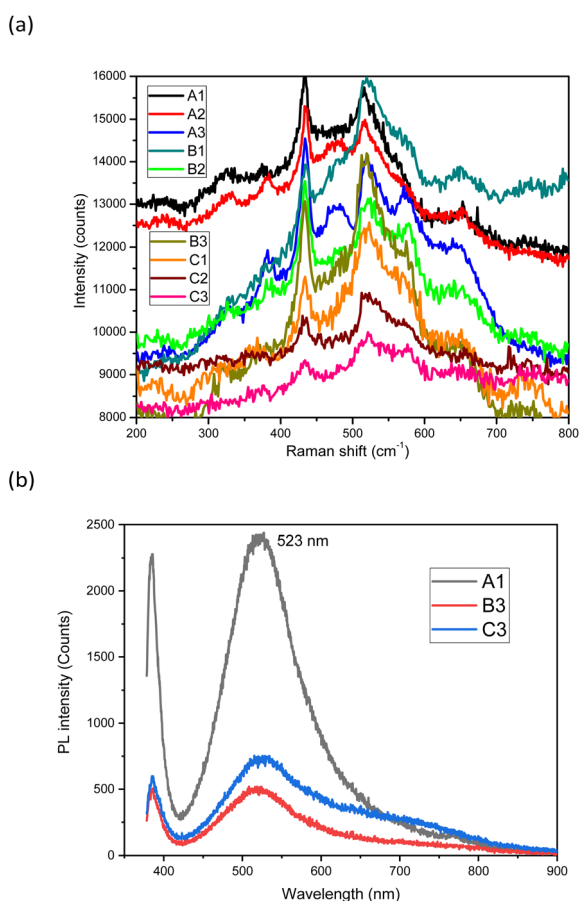 (a)
16000
15000
14000
13000
12000
11000
10000
9000
8000
Intensity (counts)
A1
A2
A3
B1
B2
B3
C1
C2
C3
200 300 400 500 600 700 800
Raman shift (cm-1)
(b)
2500
2000
1500
1000
500
0
PL intensity (Counts)
523 nm
A1
B3
C3
400 500 600 700 800 900
Wavelength (nm)